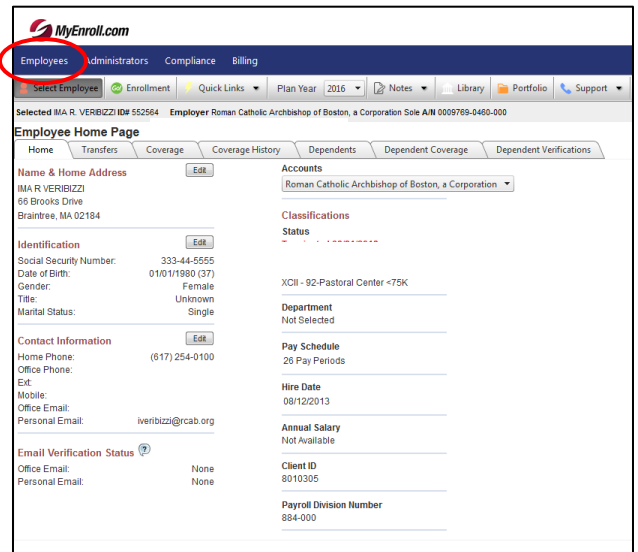 MyEnroll.com
Employees Administrators Compliance Billing
Select Employee Enrollment Quick Links Plan Year 2016 Notes Library Portfolio Support
Selected IMA R. VERIBIZZI ID# 552564 Employer Roman Catholic Archbishop of Boston, a Corporation Sole A/N 0009769-0460-000
Employee Home Page
Home Transfers Coverage Coverage History Dependents Dependent Coverage Dependent Verifications
Name & Home Address Edit
IMA R VERIBIZZI
66 Brooks Drive
Braintree, MA 02184
Identification Edit
Social Security Number: 333-44-5555
Date of Birth: 01/01/1980 (37)
Gender: Female
Title: Unknown
Marital Status: Single
Contact Information Edit
Home Phone: (617) 254-0100
Office Phone:
Ext:
Mobile:
Office Email:
Personal Email: iveribizzi@rcab.org
Email Verification Status ?
Office Email: None
Personal Email: None
Accounts
Roman Catholic Archbishop of Boston, a Corporation
Classifications
Status
XCII - 92-Pastoral Center <75K
Department
Not Selected
Pay Schedule
26 Pay Periods
Hire Date
08/12/2013
Annual Salary
Not Available
Client ID
8010305
Payroll Division Number
884-000